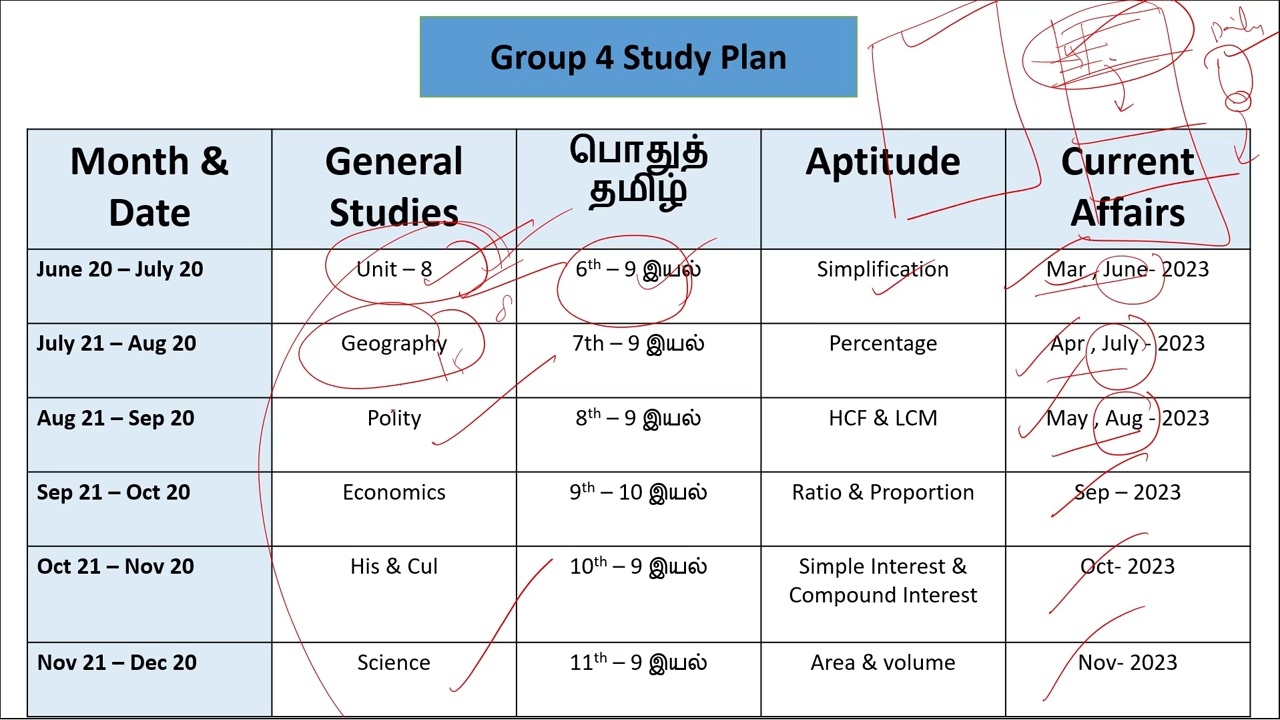 Group 4 Study Plan
Daily
Month & Date
General Studies
பொதுத் தமிழ்
Aptitude
Current Affairs
June 20 – July 20
Unit – 8
6th – 9 இயல்
Simplification
Mar , June- 2023
8
July 21 – Aug 20
Geography
7th – 9 இயல்
Percentage
Apr , July - 2023
Aug 21 – Sep 20
Polity
8th – 9 இயல்
HCF & LCM
May , Aug - 2023
Sep 21 – Oct 20
Economics
9th – 10 இயல்
Ratio & Proportion
Sep – 2023
Oct 21 – Nov 20
His & Cul
10th – 9 இயல்
Simple Interest &
Compound Interest
Oct- 2023
Nov 21 – Dec 20
Science
11th – 9 இயல்
Area & volume
Nov- 2023